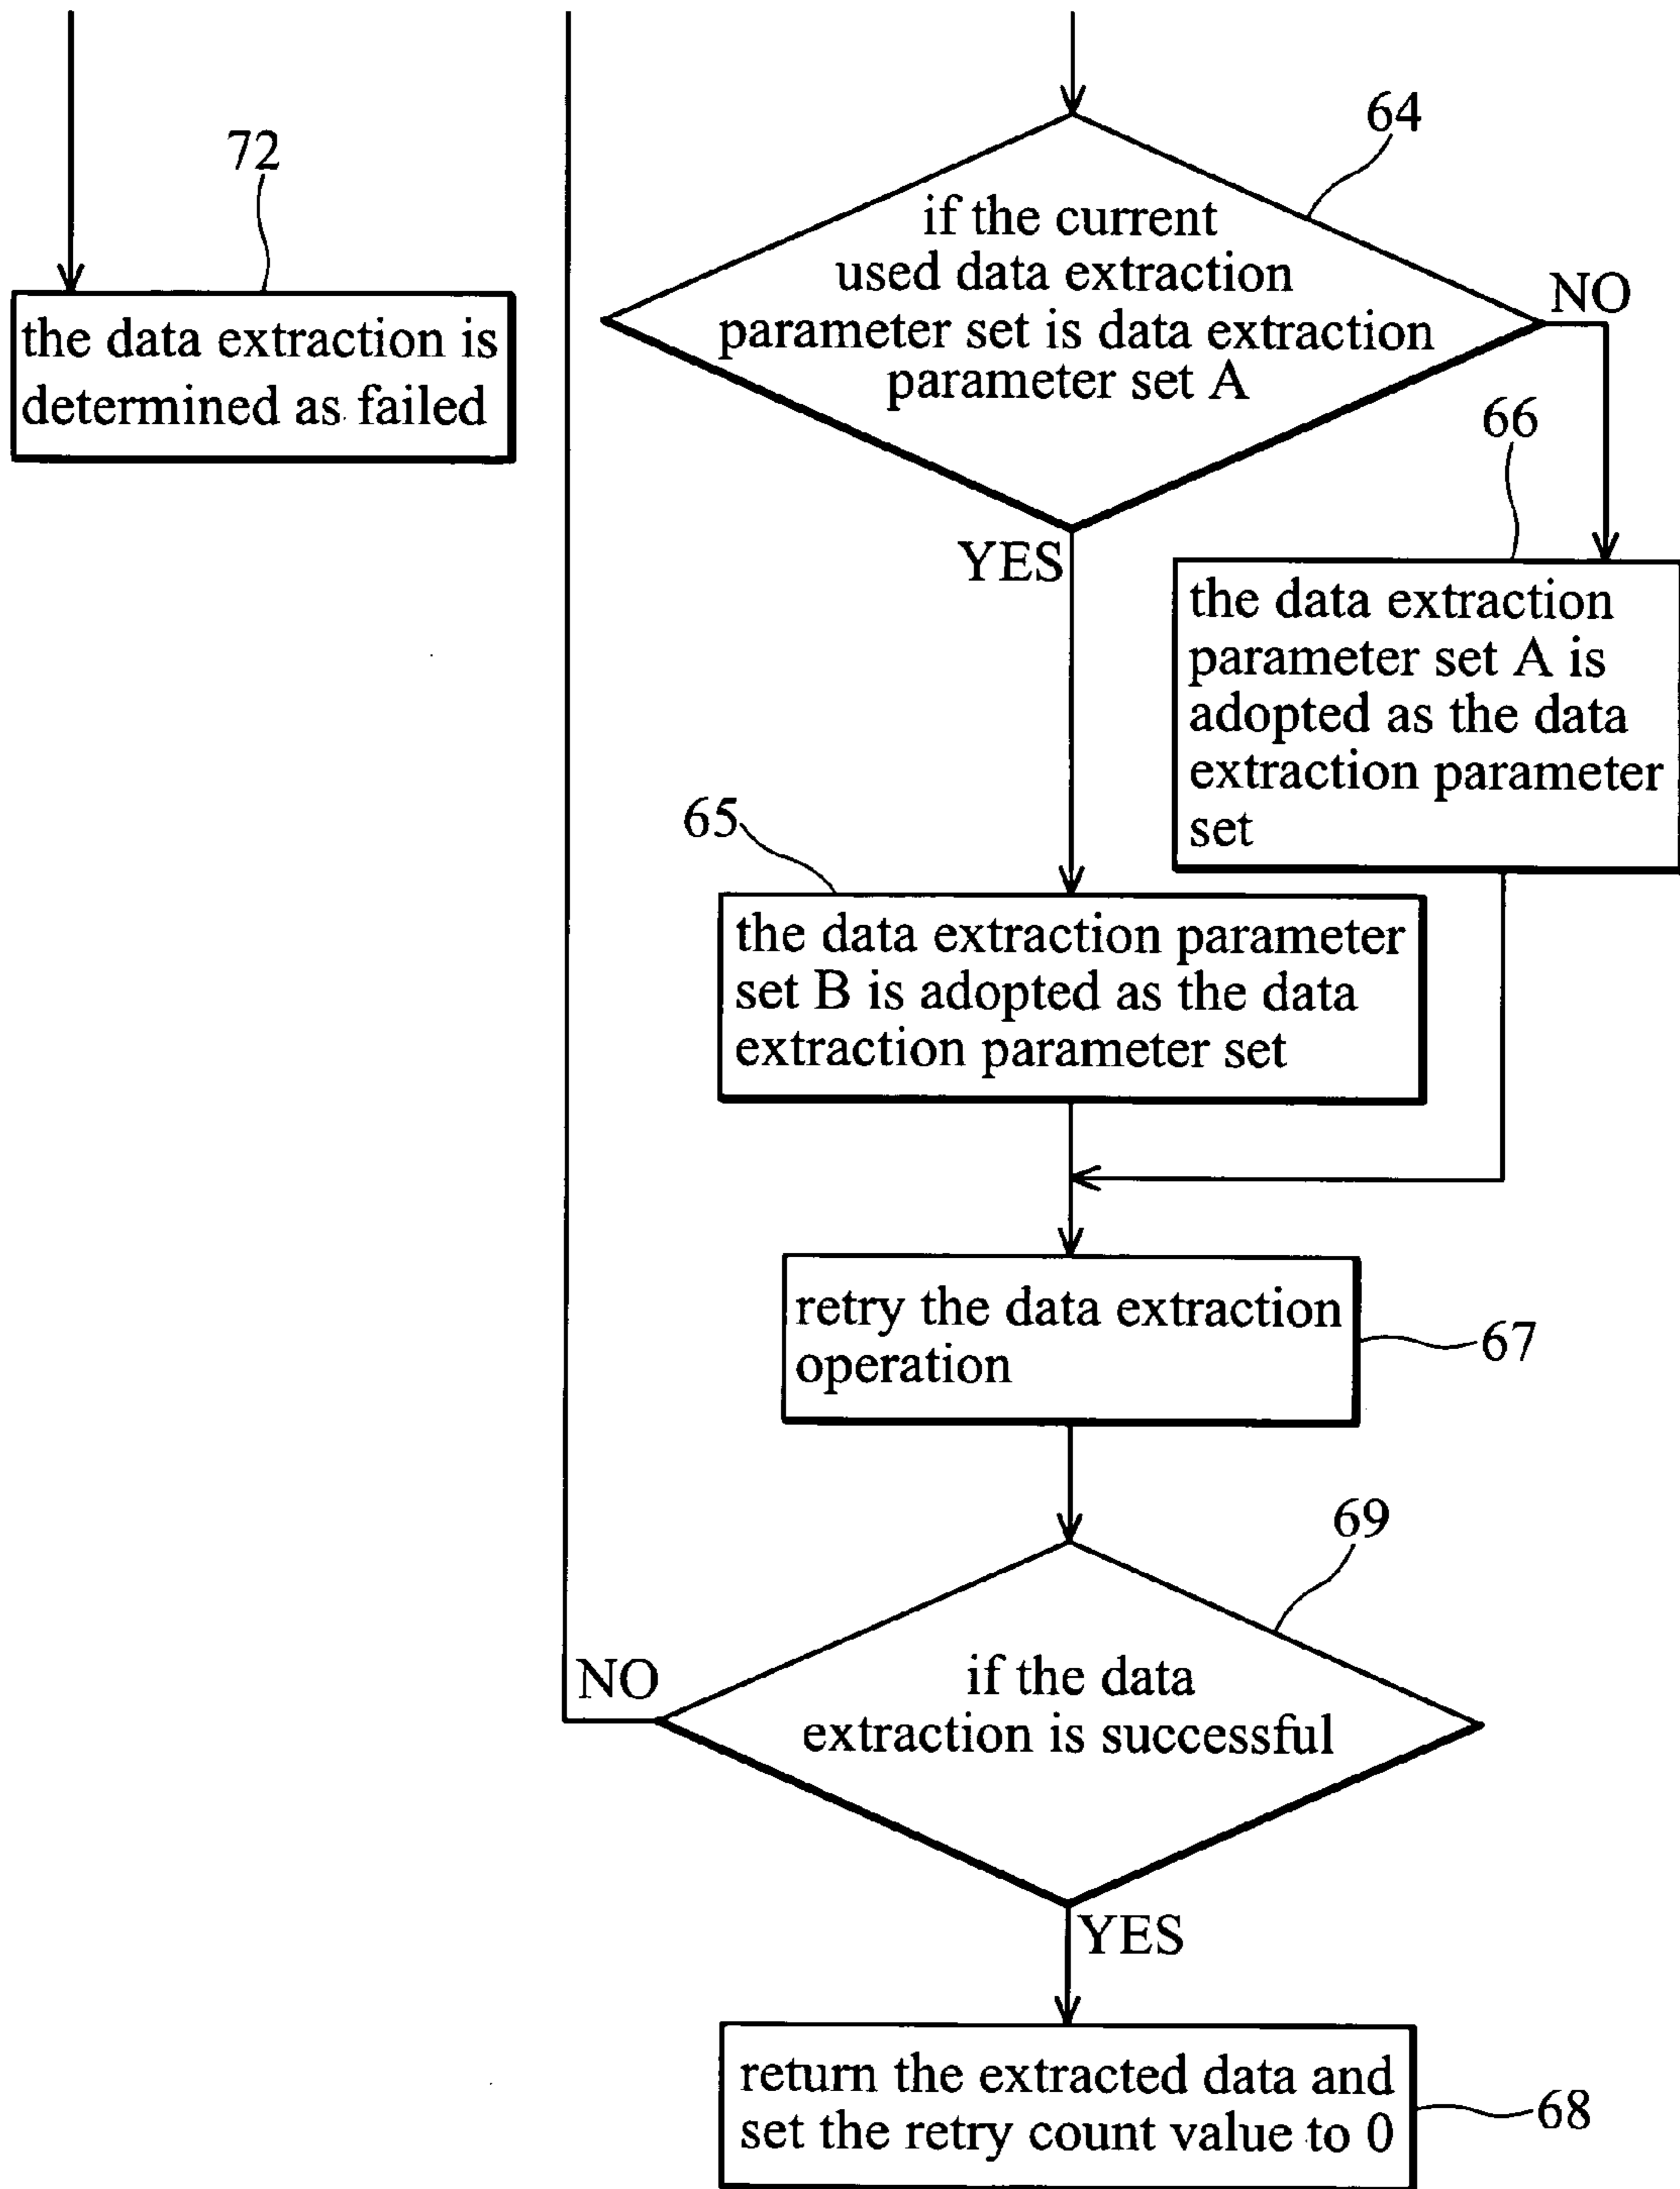 72
the data extraction is
determined as failed
64
if the current
used data extraction
parameter set is data extraction
parameter set A
NO
YES
66
the data extraction
parameter set A is
adopted as the data
extraction parameter
set
65
the data extraction parameter
set B is adopted as the data
extraction parameter set
retry the data extraction
operation
67
69
if the data
extraction is successful
NO
YES
return the extracted data and
set the retry count value to 0
68